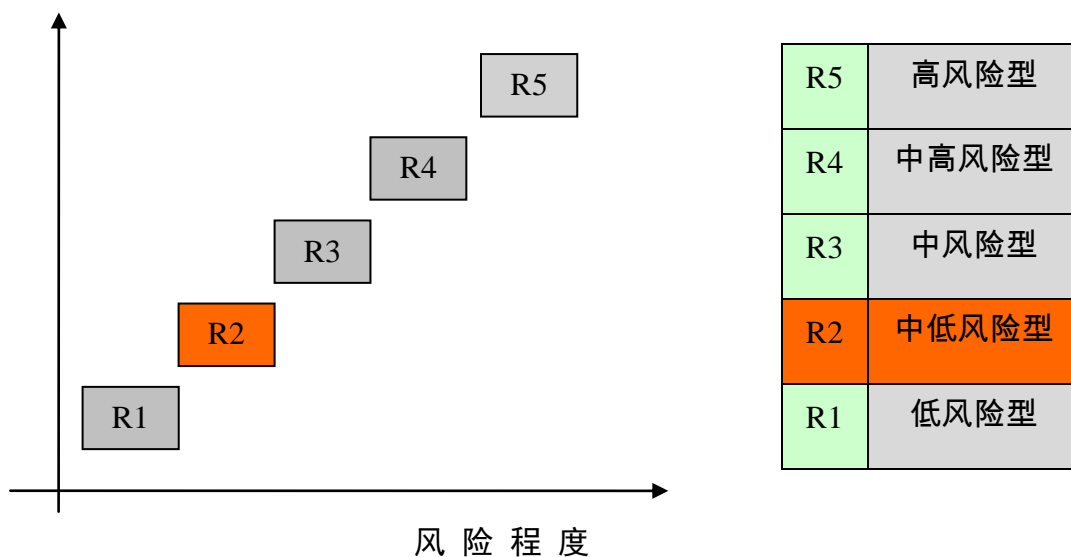 R5
R4
R3
R2
R1
风险程度
R5 高风险型
R4 中高风险型
R3 中风险型
R2 中低风险型
R1 低风险型